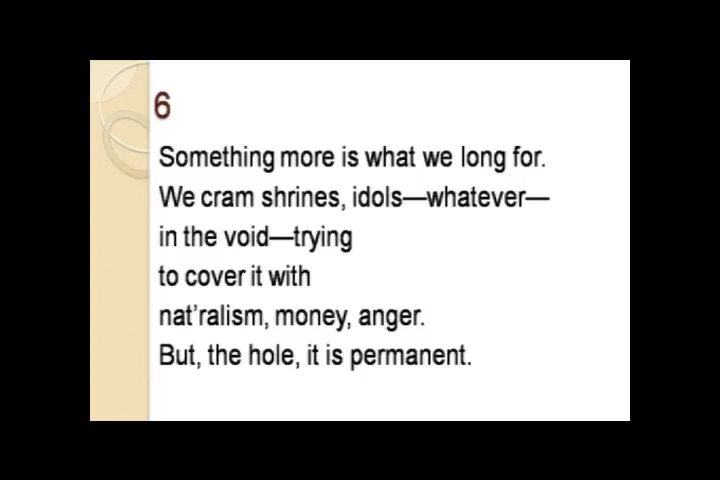 6
Something more is what we long for.
We cram shrines, idols—whatever—
in the void—trying
to cover it with
nat’ralism, money, anger.
But, the hole, it is permanent.